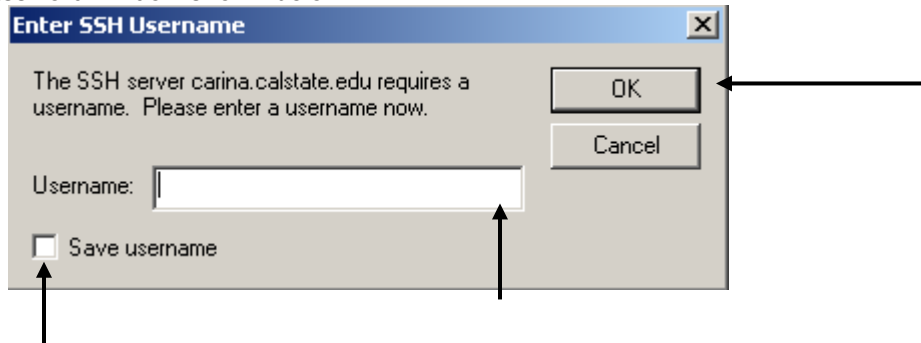 Enter SSH Username
The SSH server carina.calstate.edu requires a
username. Please enter a username now.
OK
Cancel
Username:
Save username